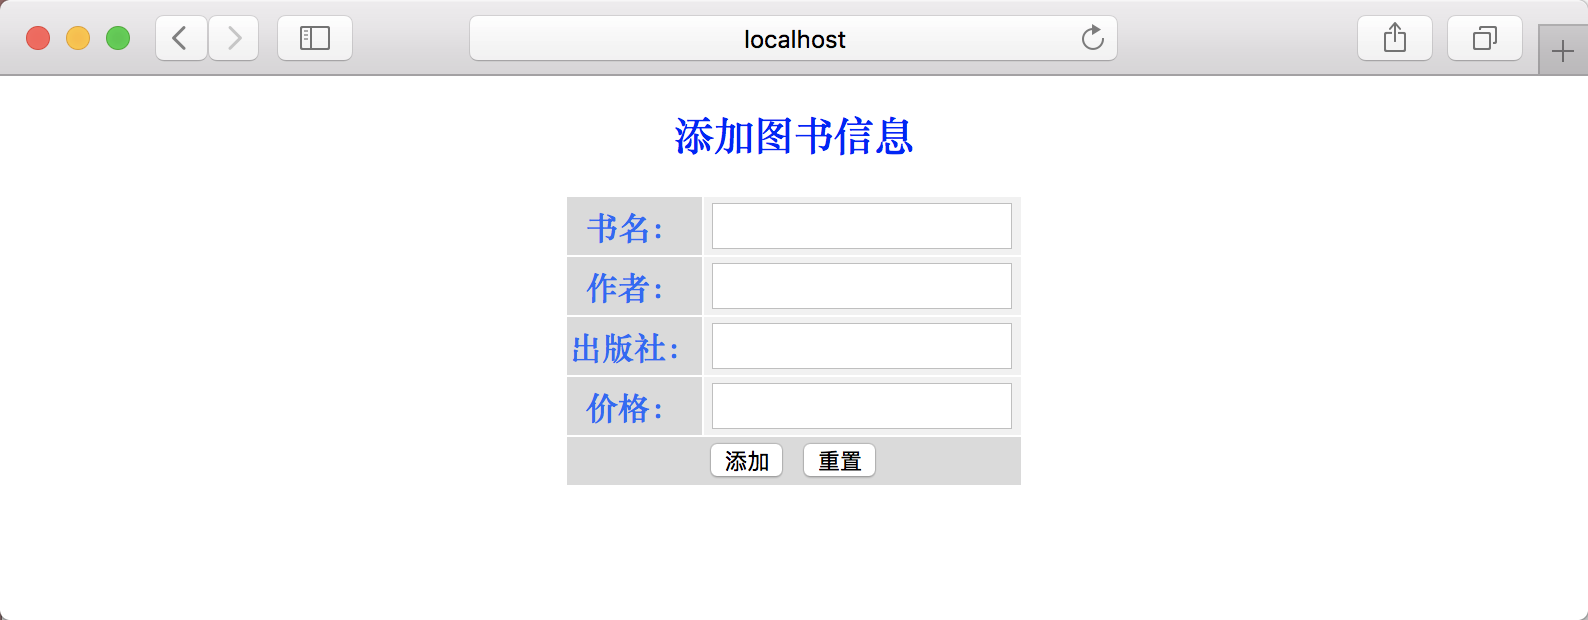 localhost
添加图书信息
书名：
作者：
出版社：
价格：
添加 重置